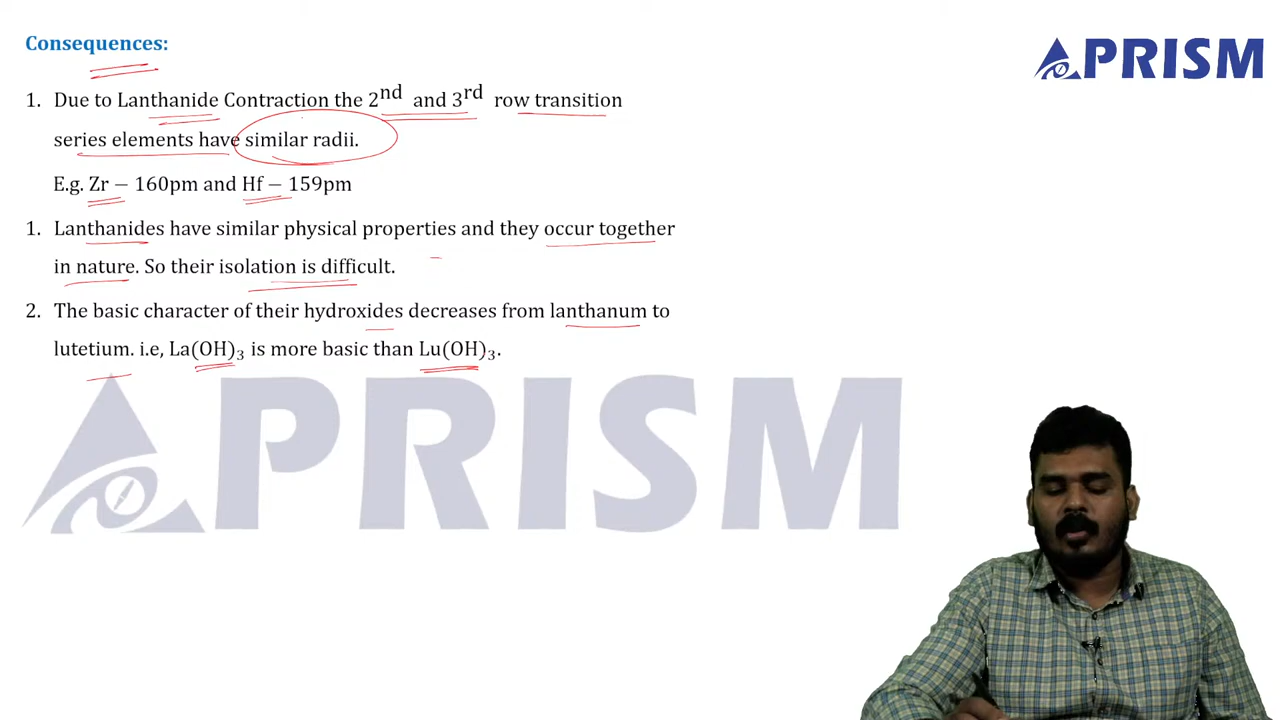 Consequences:
PRISM
1. Due to Lanthanide Contraction the 2nd and 3rd row transition
series elements have similar radii.
E.g. Zr − 160pm and Hf − 159pm
1. Lanthanides have similar physical properties and they occur together
in nature. So their isolation is difficult.
2. The basic character of their hydroxides decreases from lanthanum to
lutetium. i.e, La(OH)₃ is more basic than Lu(OH)₃.
PRISM